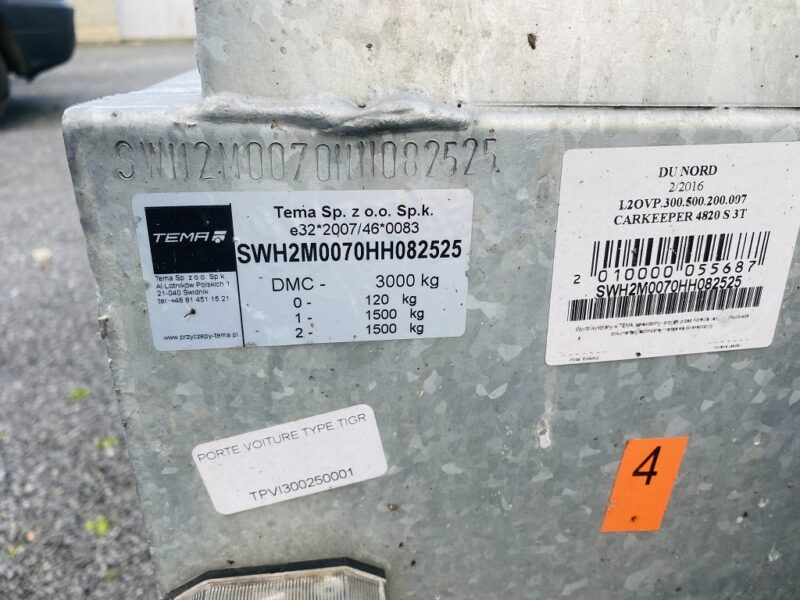 SWH2M0070HH082525
TEMA
Tema Sp. z o.o. Sp.k.
e32*2007/46*0083
SWH2M0070HH082525
Tema Sp. z o.o. Sp k
Al.Lotników Polskich 1
21-040 Świdnik
tel: +48 81 451 15 21
www.przyczepy-tema.pl
DMC - 3000 kg
0- 120 kg
1 - 1500 kg
2 - 1500 kg
DU NORD
2/2016
L2OVP.300.500.200.007
CARKEEPER 4820 S 3T
2 010000 055687
SWH2M0070HH082525
PORTE VOITURE TYPE TIGR
TPVI300250001
4